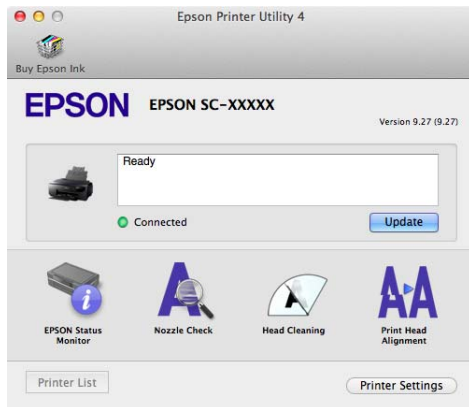 Epson Printer Utility 4
Buy Epson Ink
EPSON
EPSON SC-XXXXX
Version 9.27 (9.27)
Ready
Connected
Update
EPSON Status
Monitor
Nozzle Check
Head Cleaning
Print Head
Alignment
Printer List
Printer Settings